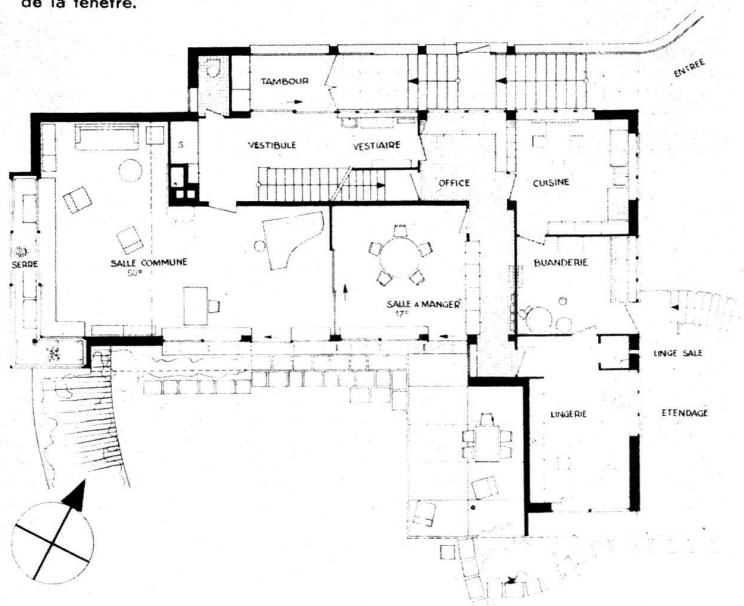 de la fenêtre.
TAMBOUR
ENTREE
S
VESTIBULE
VESTIAIRE
OFFICE
CUISINE
SERRE
SALLE COMMUNE
50°
BUANDERIE
SALLE A MANGER
17°
LINGE SALE
LINGERIE
ETENDAGE